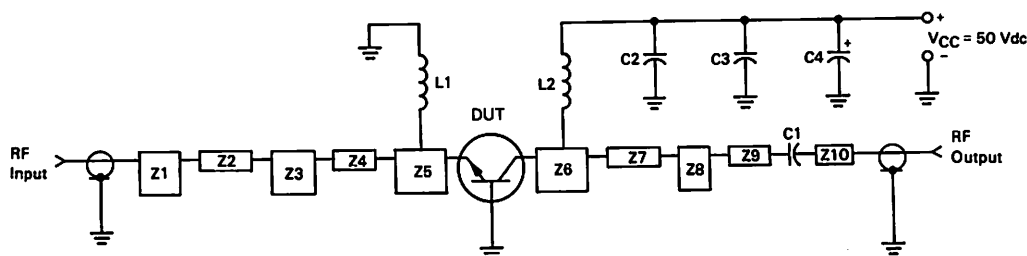 +
VCC = 50 Vdc
–
L1
L2
C2
C3
C4
+
DUT
RF
Input
Z1
Z2
Z3
Z4
Z5
Z6
Z7
Z8
Z9
C1
Z10
RF
Output